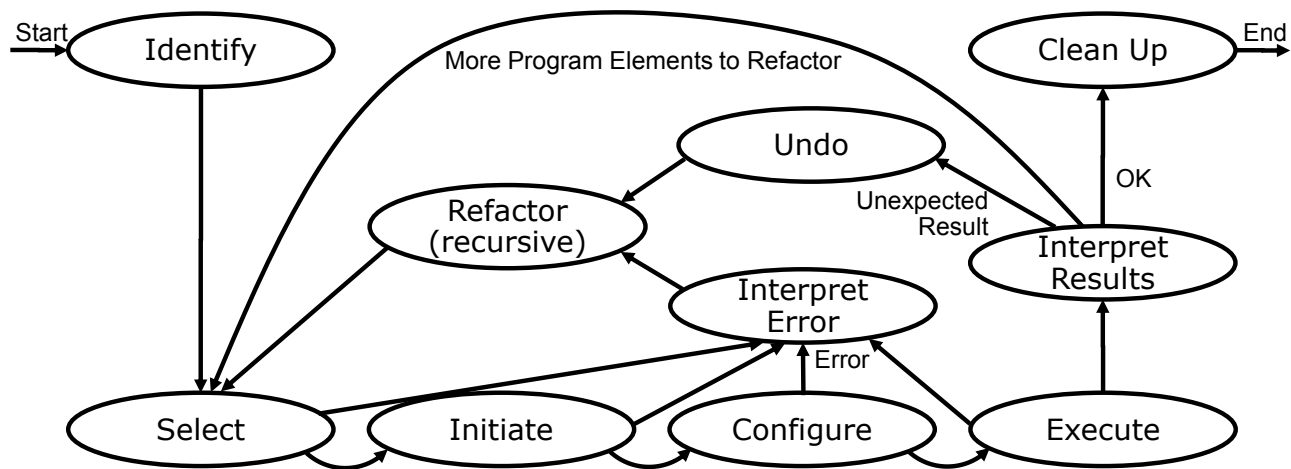 Start
Identify
More Program Elements to Refactor
Clean Up
End
Undo
OK
Unexpected
Result
Refactor
(recursive)
Interpret
Results
Interpret
Error
Error
Select
Initiate
Configure
Execute